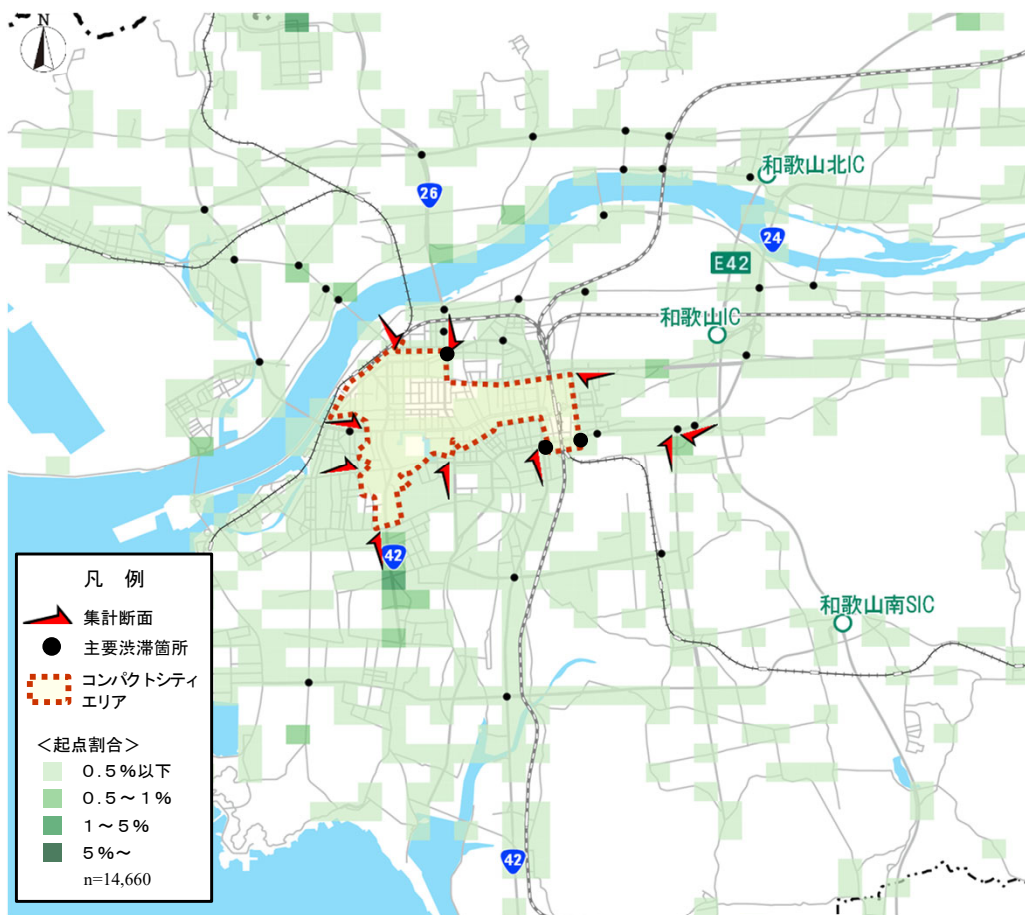 N
和歌山北IC
26
24
E42
和歌山IC
42
和歌山南SIC
42
凡 例
集計断面
主要渋滞箇所
コンパクトシティ
エリア
<起点割合>
0.5%以下
0.5~1%
1~5%
5%~
n=14,660